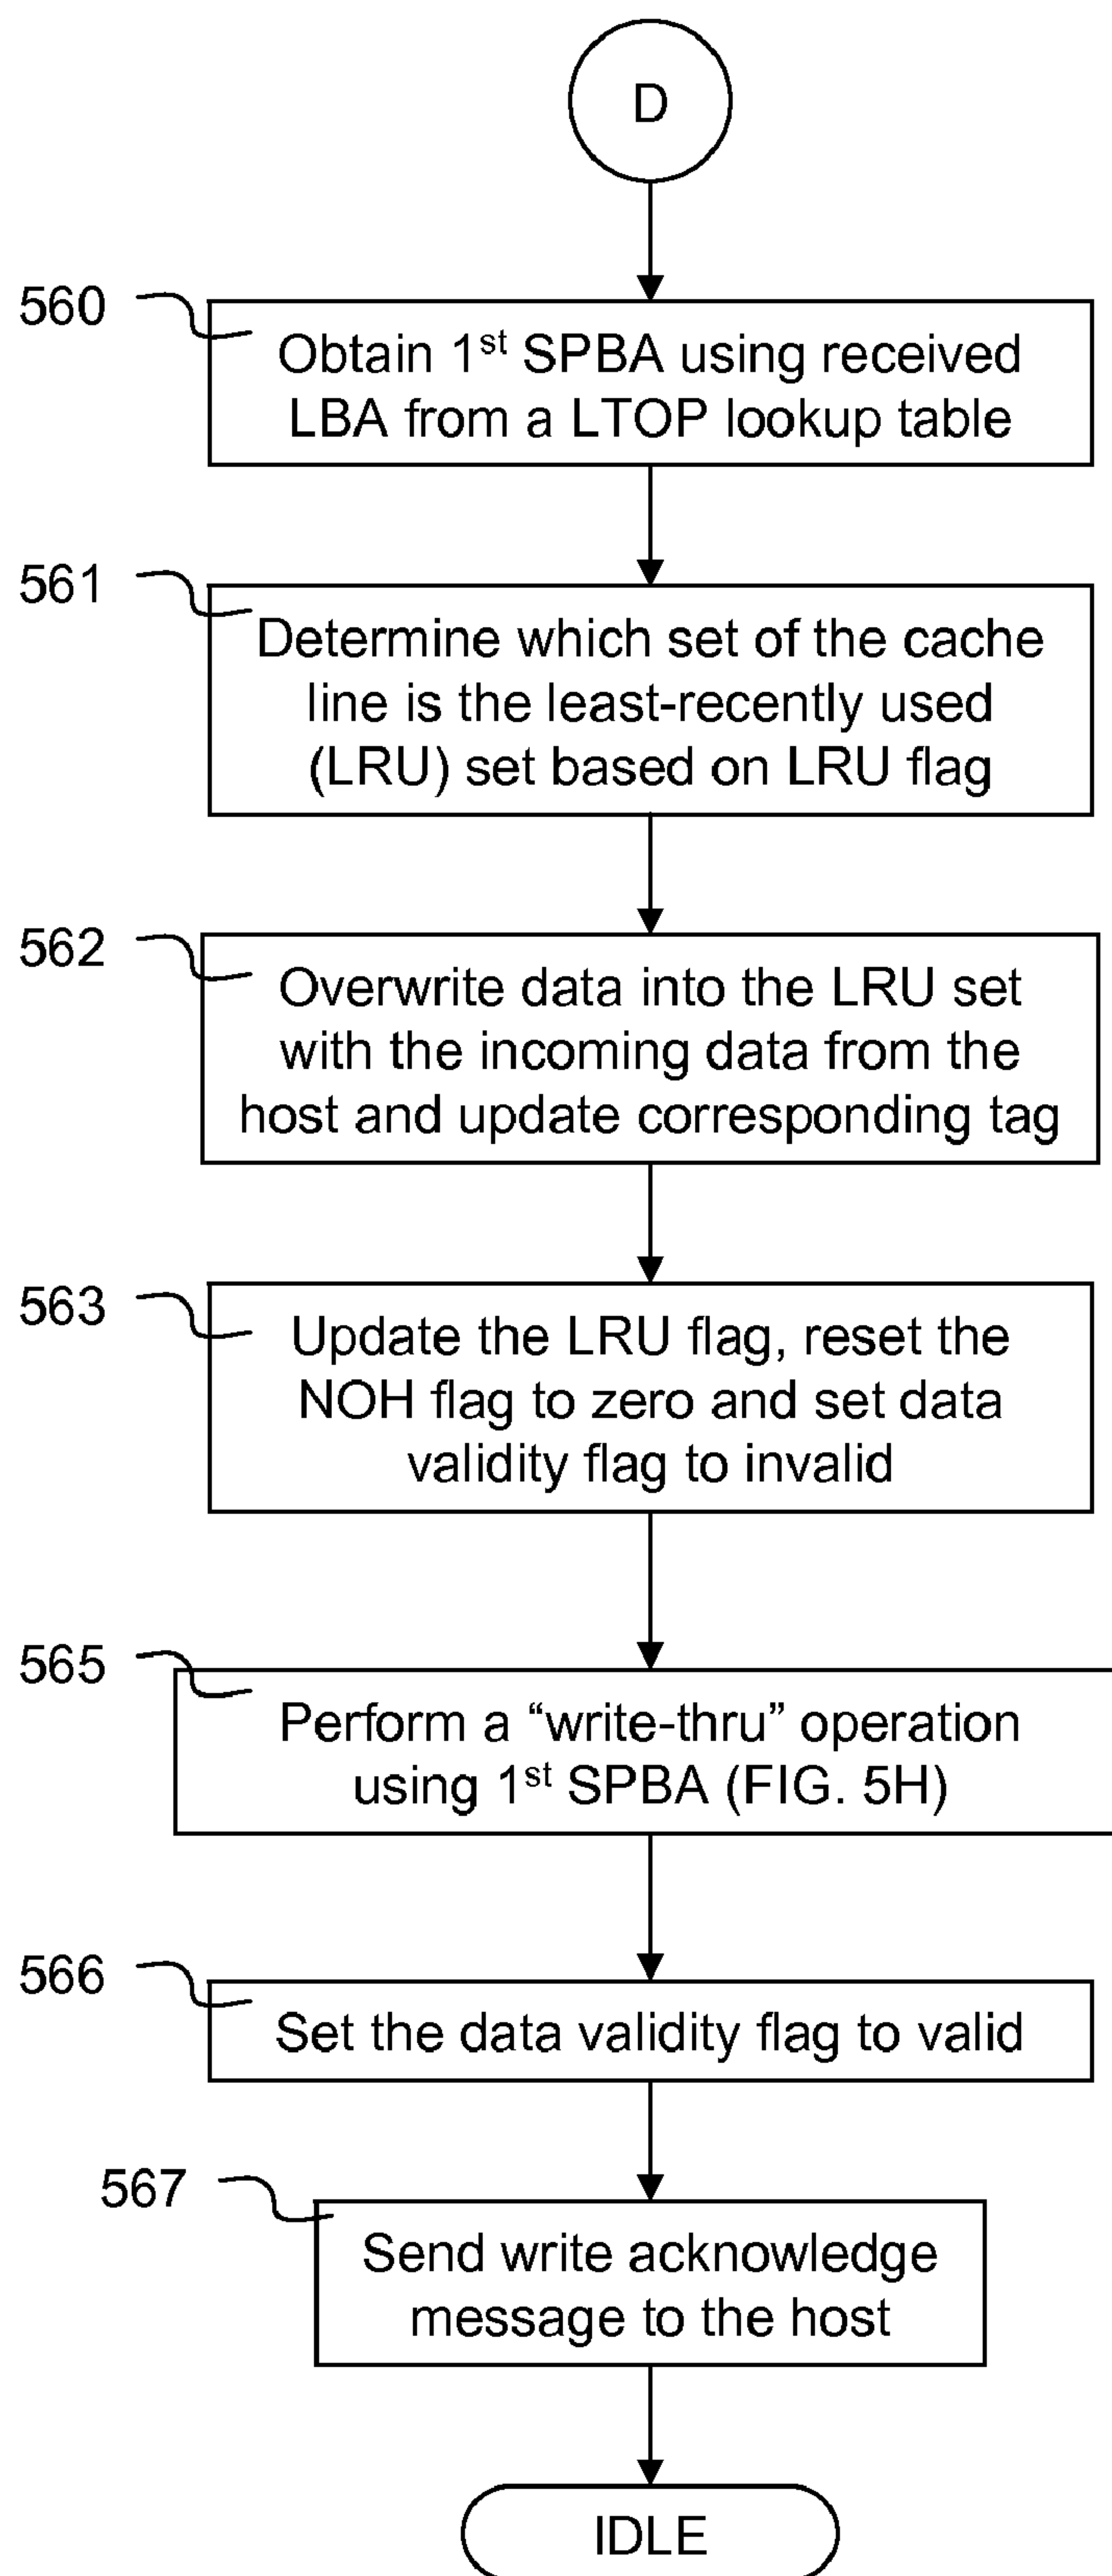 D
560
Obtain 1st SPBA using received
LBA from a LTOP lookup table
561
Determine which set of the cache
line is the least-recently used
(LRU) set based on LRU flag
562
Overwrite data into the LRU set
with the incoming data from the
host and update corresponding tag
563
Update the LRU flag, reset the
NOH flag to zero and set data
validity flag to invalid
565
Perform a “write-thru” operation
using 1st SPBA (FIG. 5H)
566
Set the data validity flag to valid
567
Send write acknowledge
message to the host
IDLE